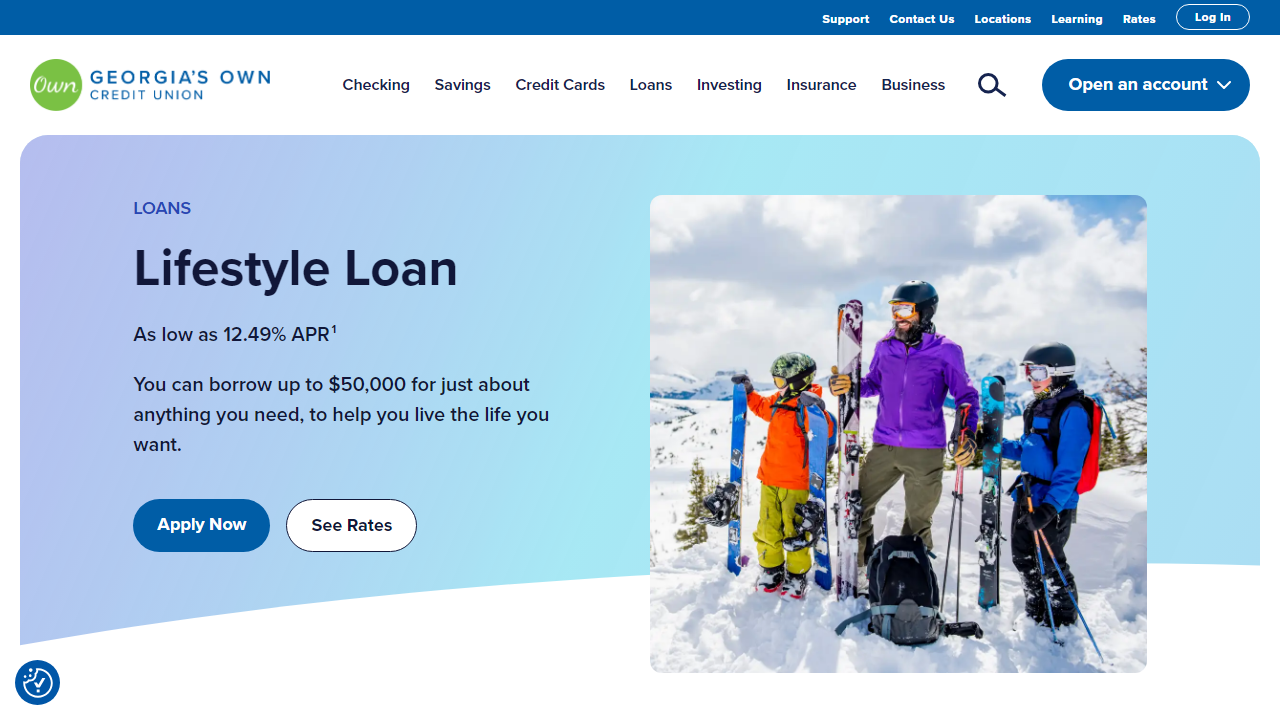 Support Contact Us Locations Learning Rates Log In
Own GEORGIA'S OWN
CREDIT UNION
Checking Savings Credit Cards Loans Investing Insurance Business Open an account
LOANS
Lifestyle Loan
As low as 12.49% APR¹
You can borrow up to $50,000 for just about
anything you need, to help you live the life you
want.
Apply Now See Rates